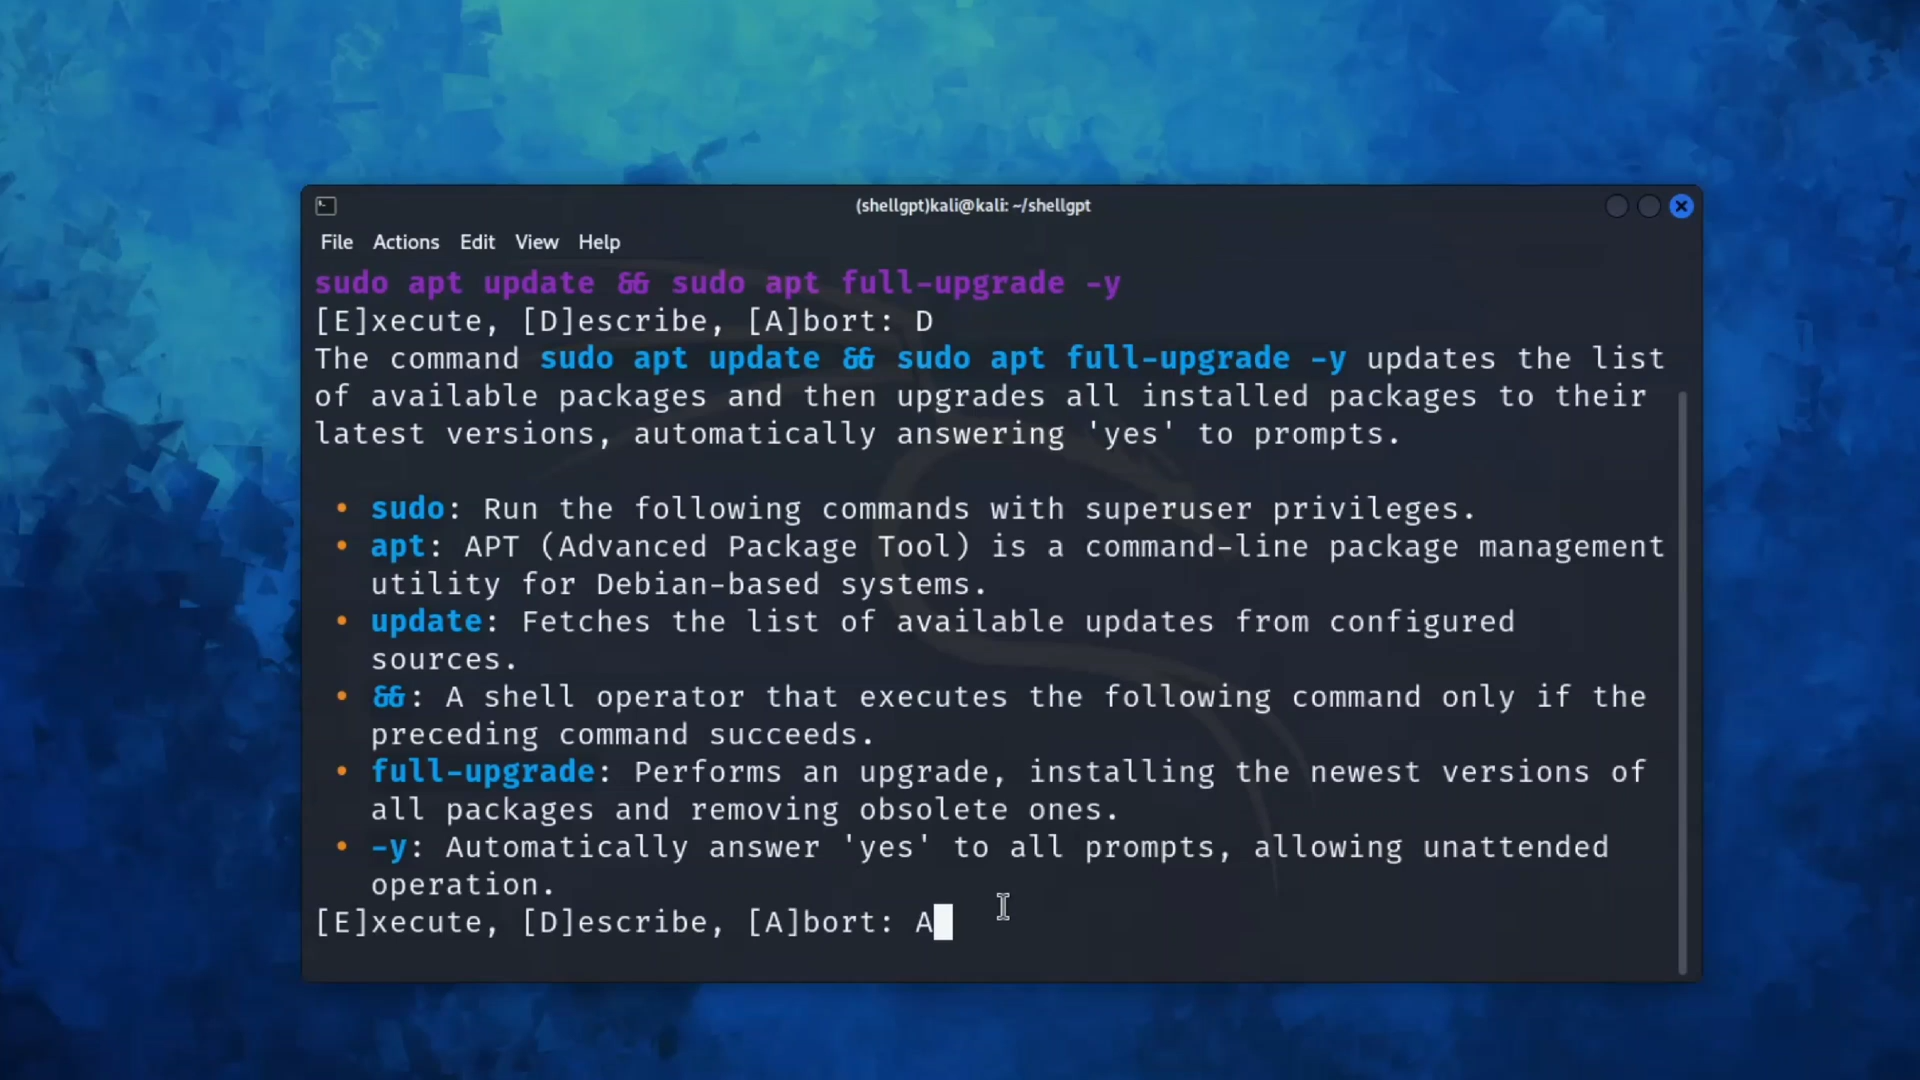 (shellgpt)kali@kali: ~/shellgpt
File Actions Edit View Help
sudo apt update && sudo apt full-upgrade -y
[E]xecute, [D]escribe, [A]bort: D
The command sudo apt update && sudo apt full-upgrade -y updates the list
of available packages and then upgrades all installed packages to their
latest versions, automatically answering 'yes' to prompts.
• sudo: Run the following commands with superuser privileges.
• apt: APT (Advanced Package Tool) is a command-line package management
utility for Debian-based systems.
• update: Fetches the list of available updates from configured
sources.
• &&: A shell operator that executes the following command only if the
preceding command succeeds.
• full-upgrade: Performs an upgrade, installing the newest versions of
all packages and removing obsolete ones.
• -y: Automatically answer 'yes' to all prompts, allowing unattended
operation.
[E]xecute, [D]escribe, [A]bort: A